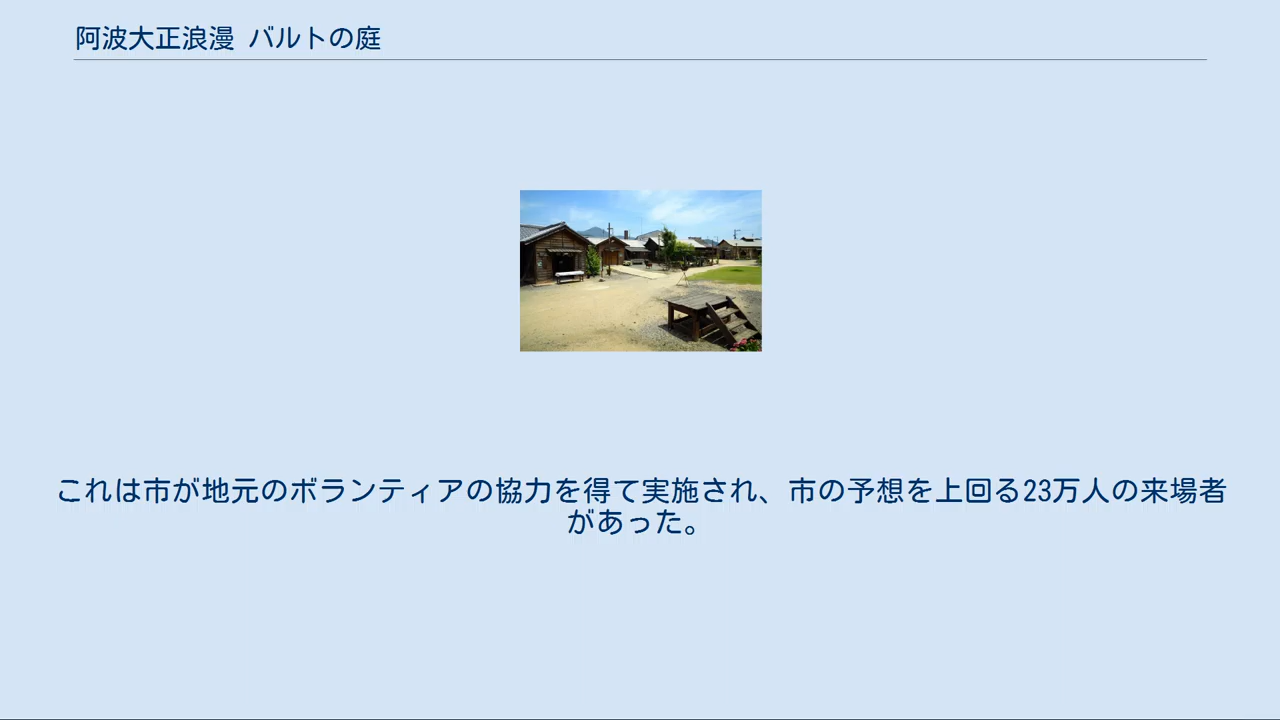 阿波大正浪漫 バルトの庭
これは市が地元のボランティアの協力を得て実施され、市の予想を上回る23万人の来場者
があった。